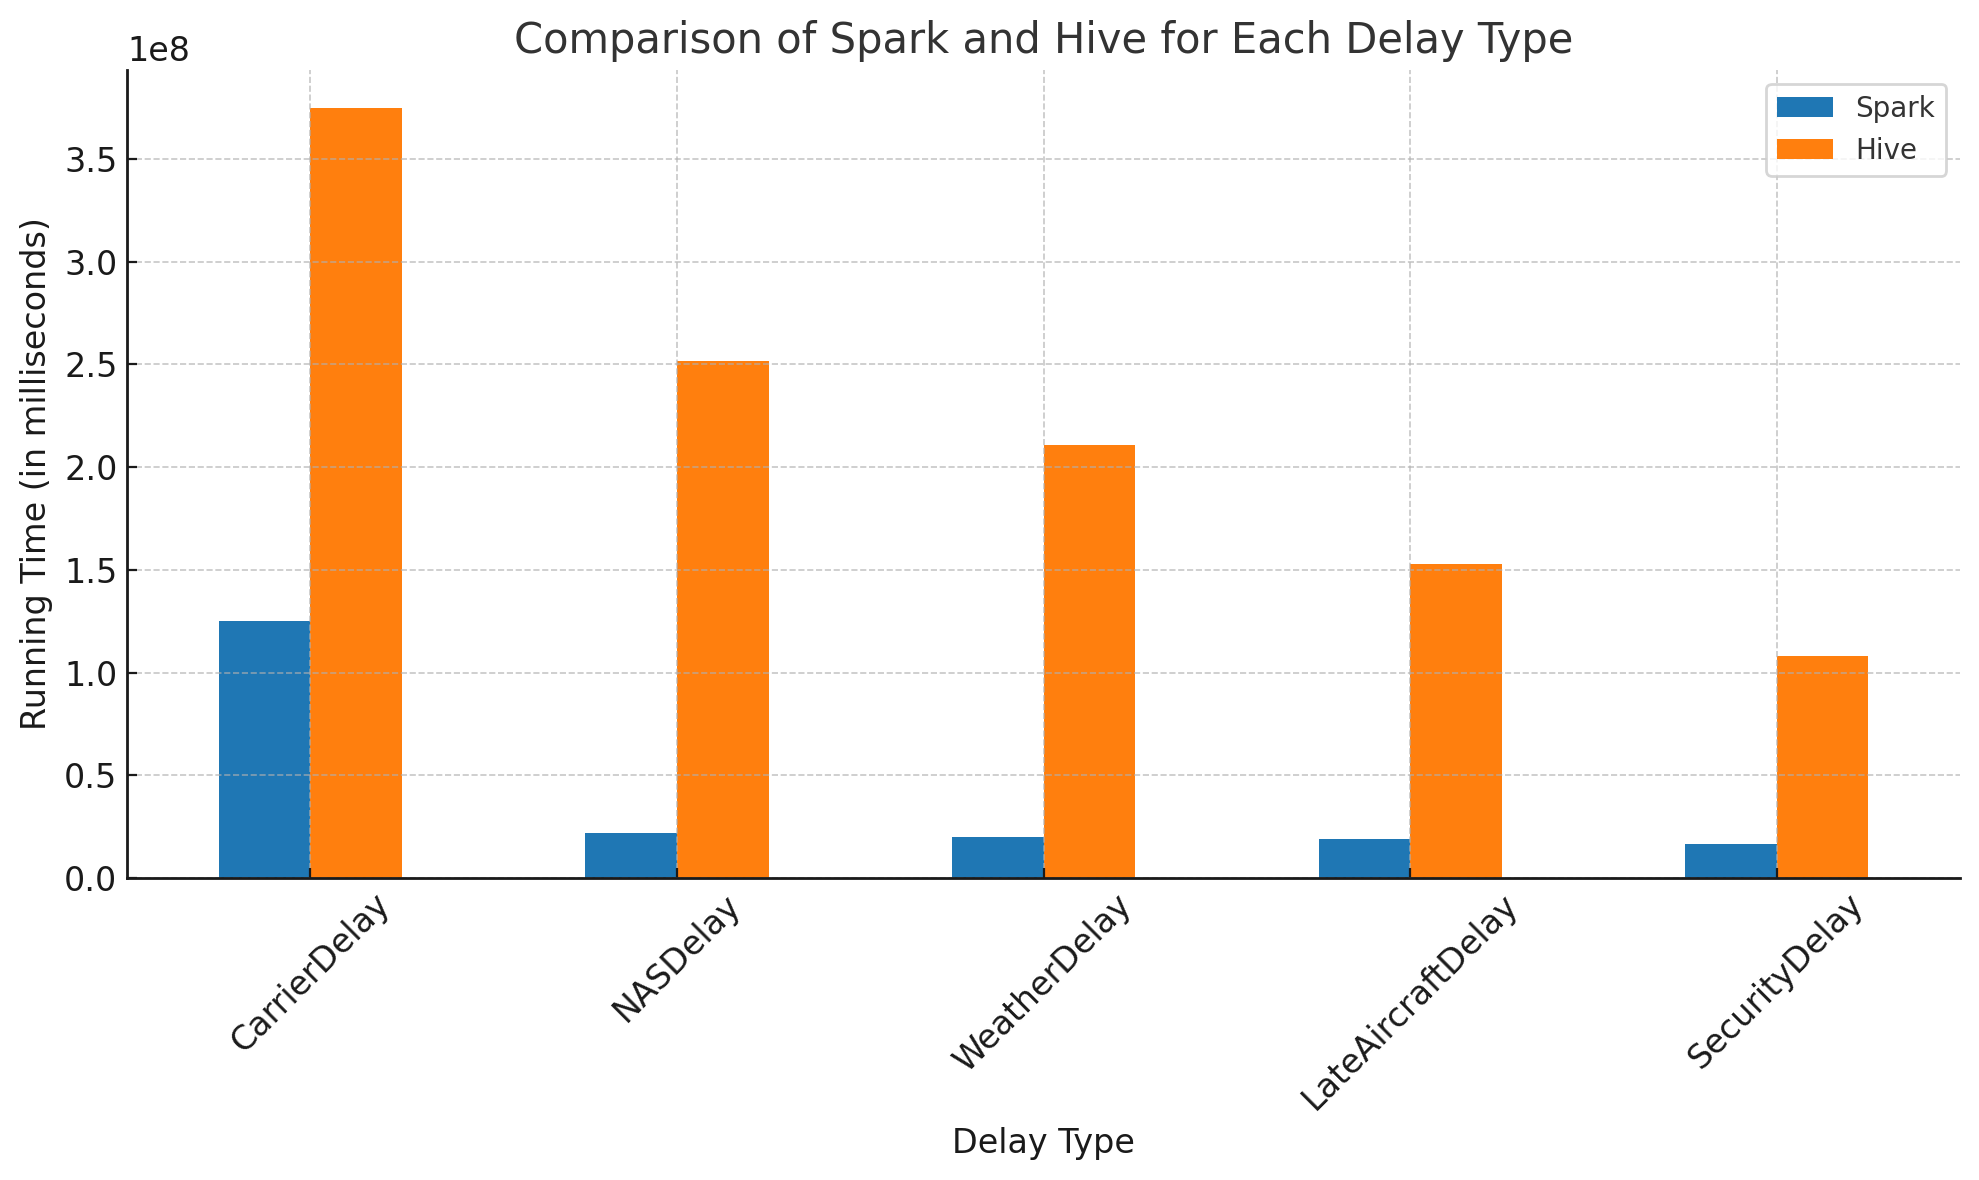 Comparison of Spark and Hive for Each Delay Type
1e8
Spark
Hive
3.5
3.0
2.5
2.0
1.5
1.0
0.5
0.0
Running Time (in milliseconds)
CarrierDelay
NASDelay
WeatherDelay
LateAircraftDelay
SecurityDelay
Delay Type